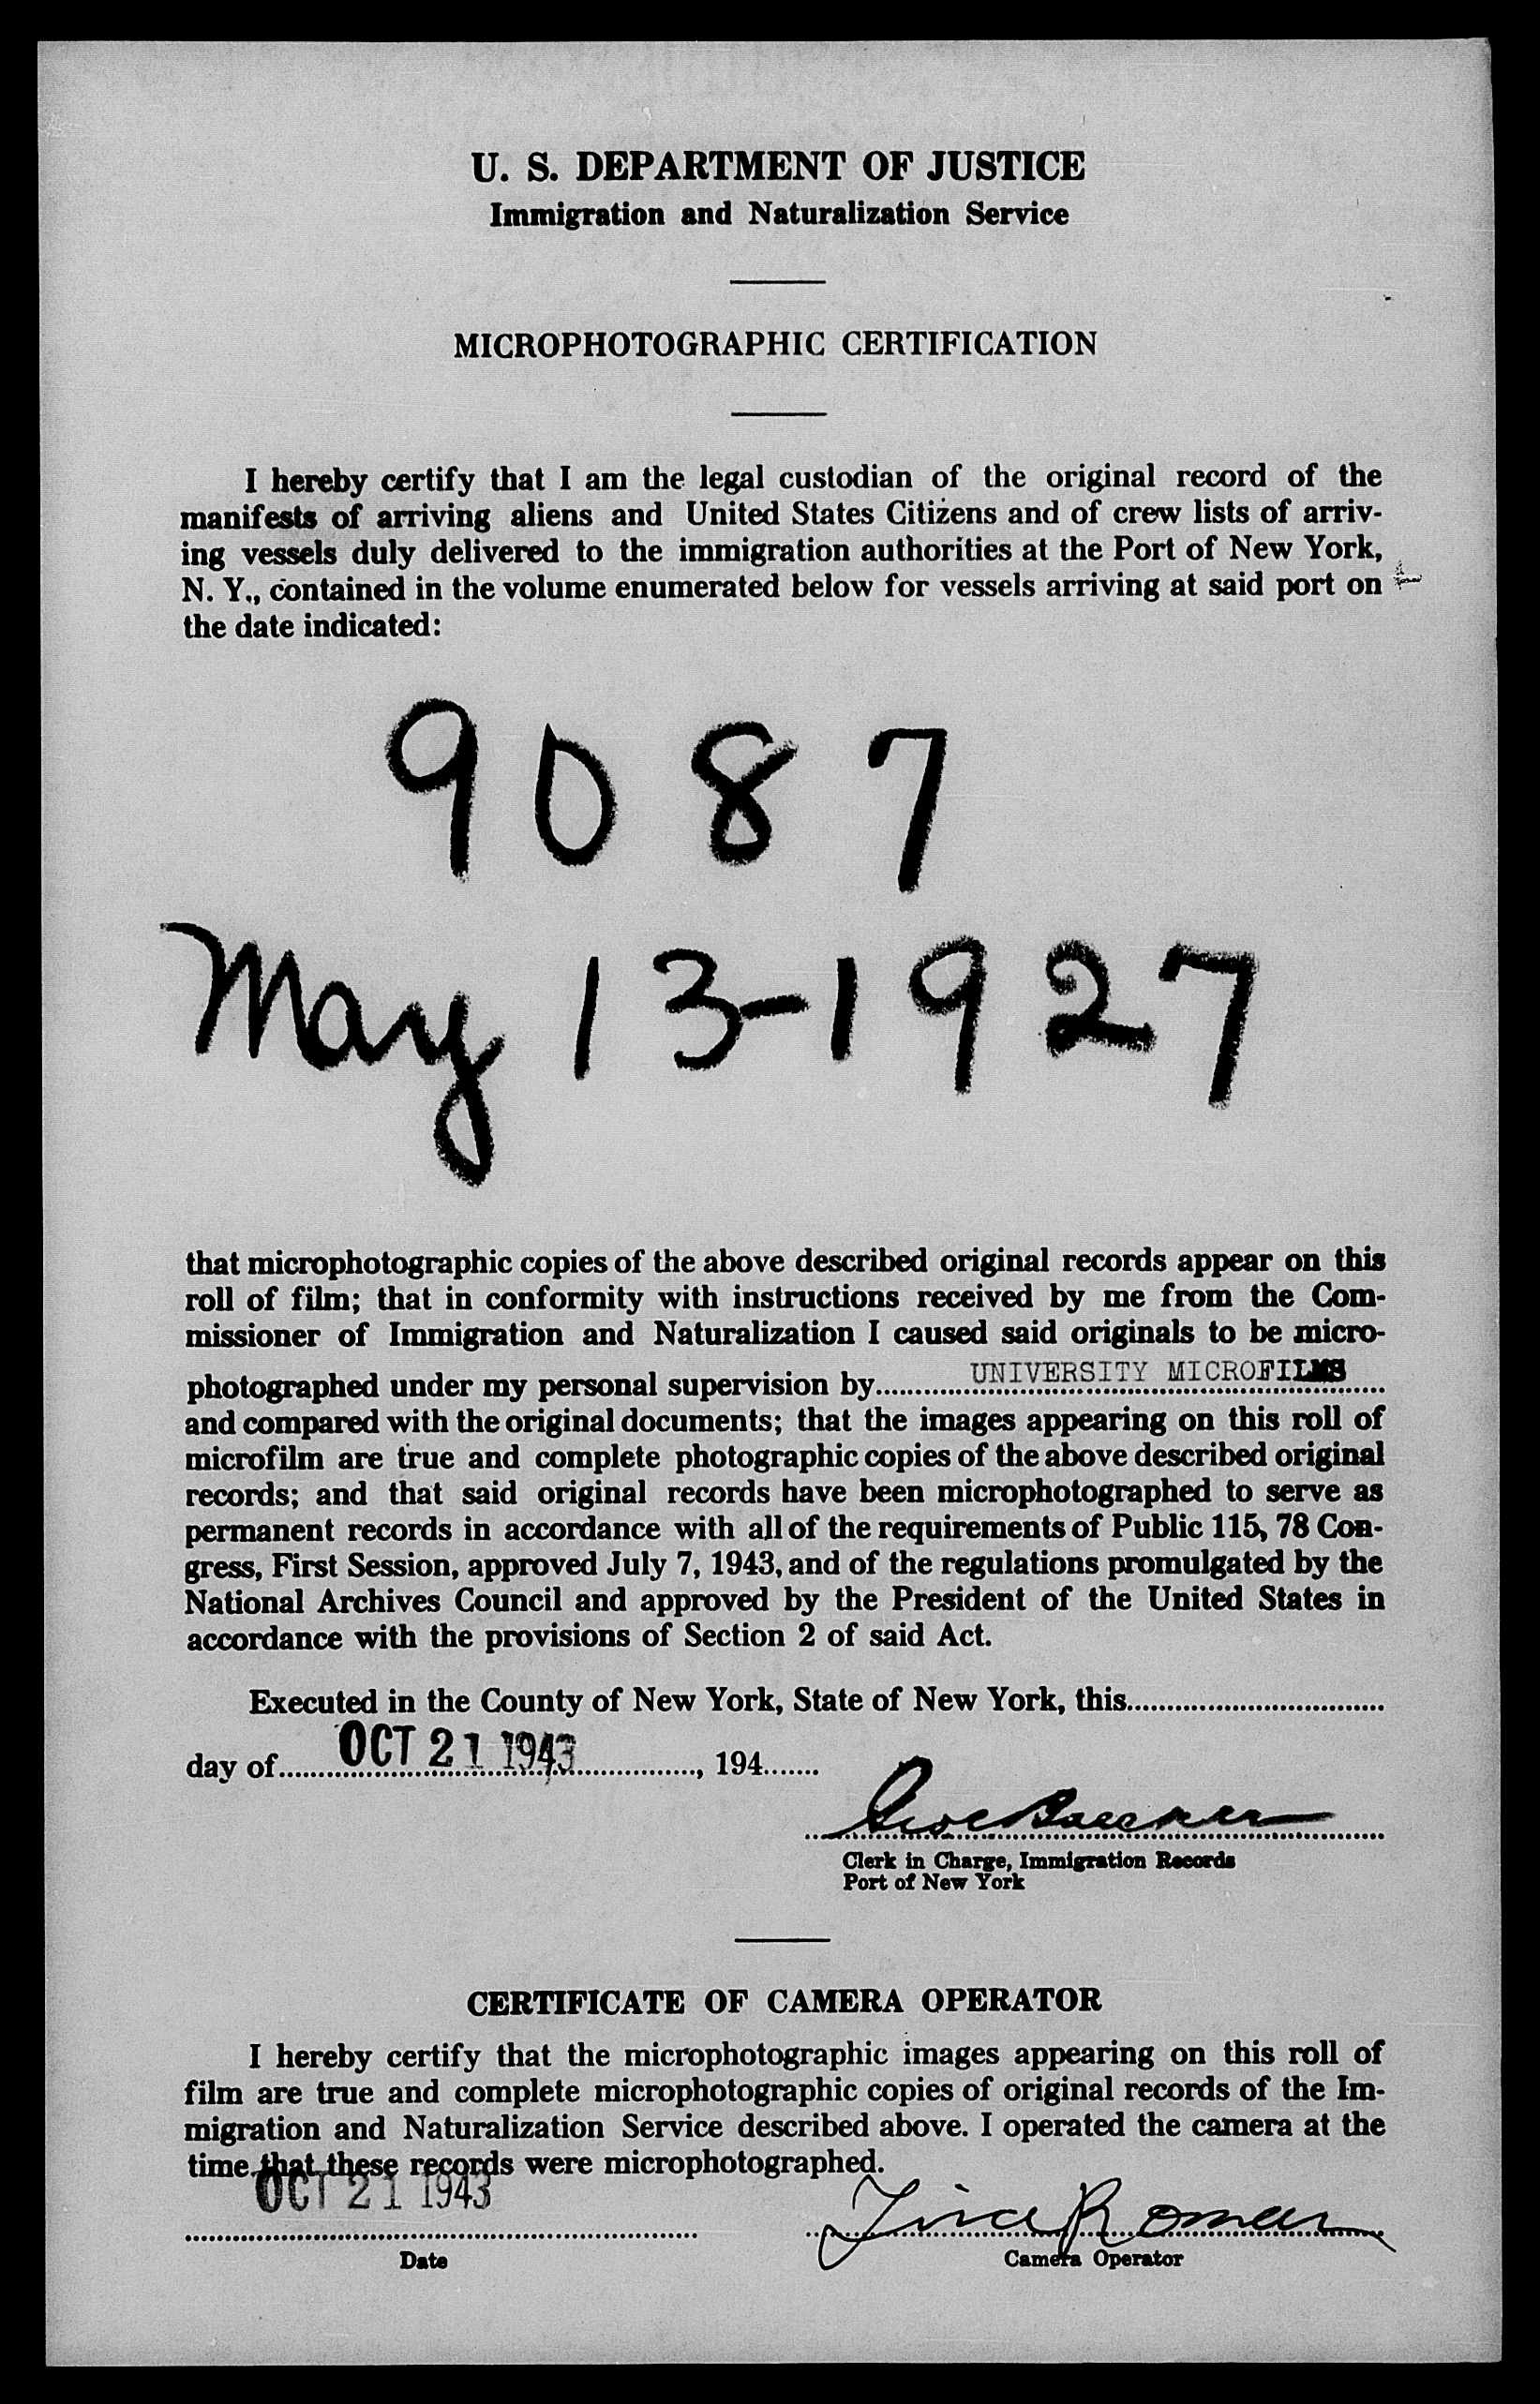 U. S. DEPARTMENT OF JUSTICE
Immigration and Naturalization Service
MICROPHOTOGRAPHIC CERTIFICATION
I hereby certify that I am the legal custodian of the original record of the
manifests of arriving aliens and United States Citizens and of crew lists of arriv-
ing vessels duly delivered to the immigration authorities at the Port of New York,
N. Y., contained in the volume enumerated below for vessels arriving at said port on
the date indicated:
9087
May 13-1927
that microphotographic copies of the above described original records appear on this
roll of film; that in conformity with instructions received by me from the Com-
missioner of Immigration and Naturalization I caused said originals to be micro-
photographed under my personal supervision by UNIVERSITY MICROFILMS
and compared with the original documents; that the images appearing on this roll of
microfilm are true and complete photographic copies of the above described original
records; and that said original records have been microphotographed to serve as
permanent records in accordance with all of the requirements of Public 115, 78 Con-
gress, First Session, approved July 7, 1943, and of the regulations promulgated by the
National Archives Council and approved by the President of the United States in
accordance with the provisions of Section 2 of said Act.
Executed in the County of New York, State of New York, this
day of OCT 21 1943, 194
Clerk in Charge, Immigration Records
Port of New York
CERTIFICATE OF CAMERA OPERATOR
I hereby certify that the microphotographic images appearing on this roll of
film are true and complete microphotographic copies of original records of the Im-
migration and Naturalization Service described above. I operated the camera at the
time that these records were microphotographed.
OCT 21 1943
Roman
Date
Camera Operator